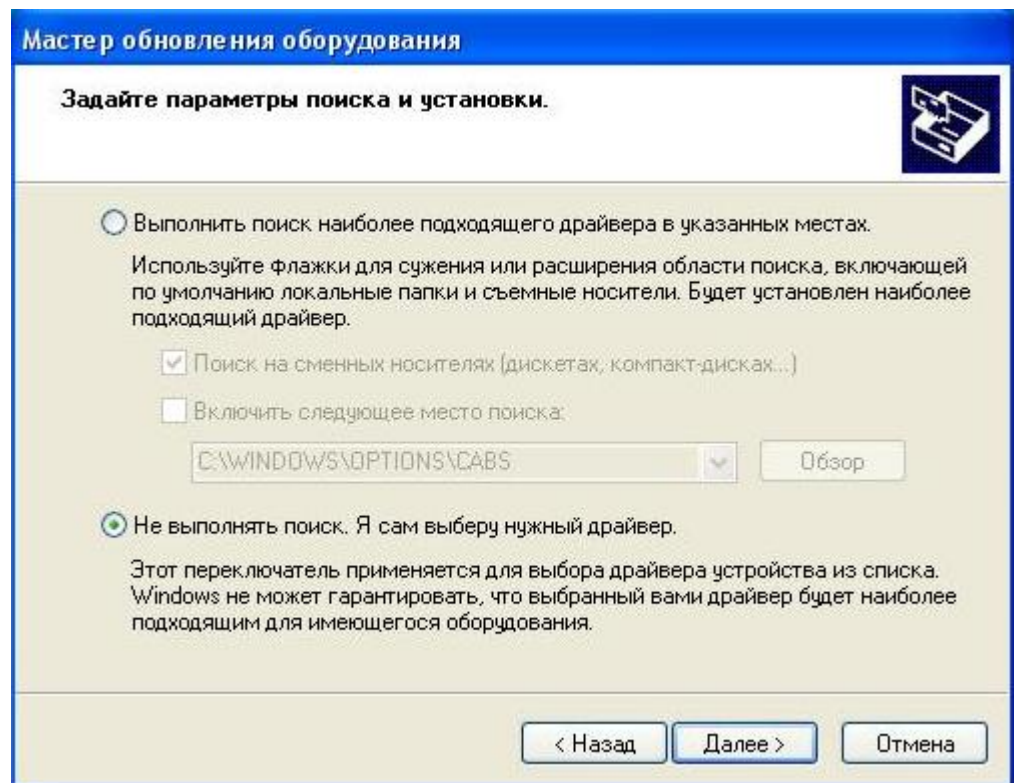 Мастер обновления оборудования
Задайте параметры поиска и установки.
Выполнить поиск наиболее подходящего драйвера в указанных местах.
Используйте флажки для сужения или расширения области поиска, включающей
по умолчанию локальные папки и съемные носители. Будет установлен наиболее
подходящий драйвер.
Поиск на сменных носителях (дискетах, компакт-дисках...)
Включить следующее место поиска:
C:\WINDOWS\OPTIONS\CABS
Обзор
Не выполнять поиск. Я сам выберу нужный драйвер.
Этот переключатель применяется для выбора драйвера устройства из списка.
Windows не может гарантировать, что выбранный вами драйвер будет наиболее
подходящим для имеющегося оборудования.
< Назад
Далее >
Отмена